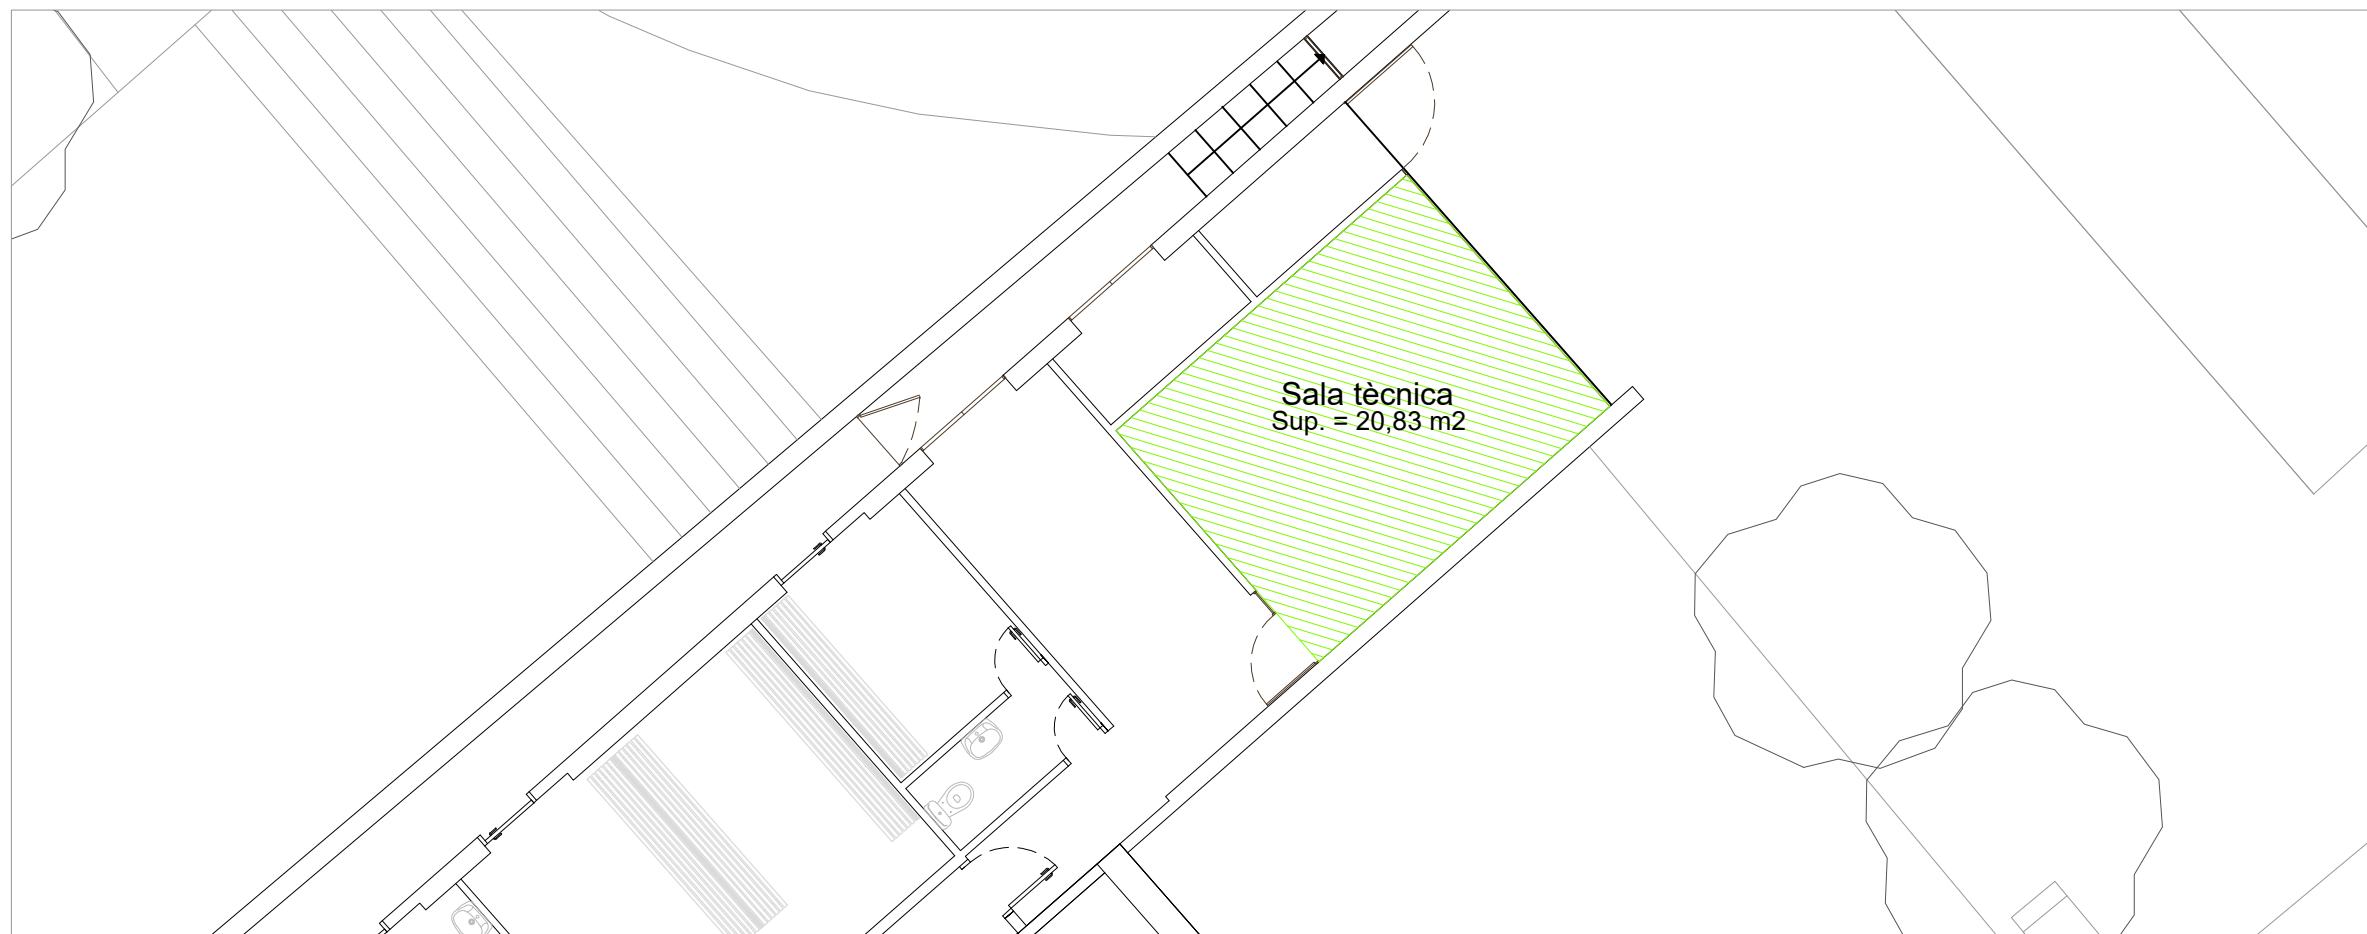 Sala tècnica
Sup. = 20,83 m2